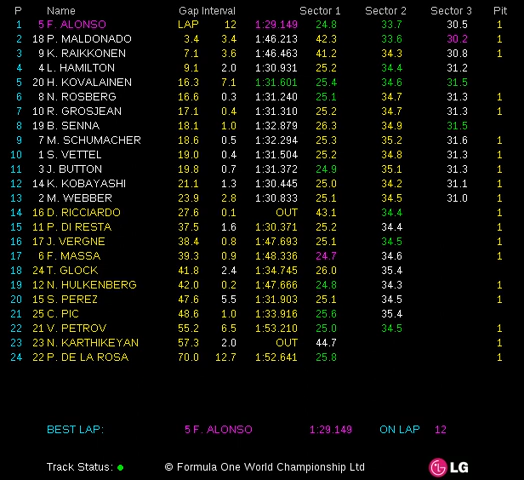 P Name Gap Interval Sector 1 Sector 2 Sector 3 Pit
1 5 F. ALONSO LAP 12 1:29.149 24.8 33.7 30.5 1
2 18 P. MALDONADO 3.4 3.4 1:46.213 42.3 33.6 30.2 1
3 9 K. RAIKKONEN 7.1 3.6 1:46.463 41.2 34.3 30.8 1
4 4 L. HAMILTON 9.1 2.0 1:30.931 25.2 34.4 31.2
5 20 H. KOVALAINEN 16.3 7.1 1:31.601 25.4 34.6 31.5
6 8 N. ROSBERG 16.6 0.3 1:31.240 25.1 34.7 31.3 1
7 10 R. GROSJEAN 17.1 0.4 1:31.310 25.2 34.7 31.3 1
8 19 B. SENNA 18.1 1.0 1:32.879 26.3 34.9 31.5
9 7 M. SCHUMACHER 18.6 0.5 1:32.294 25.3 35.2 31.6 1
10 1 S. VETTEL 19.0 0.4 1:31.504 25.2 34.8 31.3 1
11 3 J. BUTTON 19.8 0.7 1:31.372 24.9 35.1 31.3 1
12 14 K. KOBAYASHI 21.1 1.3 1:30.445 25.0 34.2 31.1 1
13 2 M. WEBBER 23.9 2.8 1:30.833 25.1 34.5 31.0 1
14 16 D. RICCIARDO 27.6 0.1 OUT 43.1 34.4 1
15 11 P. DI RESTA 37.5 1.6 1:30.371 25.2 34.4 1
16 17 J. VERGNE 38.4 0.8 1:47.693 25.1 34.5 1
17 6 F. MASSA 39.3 0.9 1:48.336 24.7 34.6 1
18 24 T. GLOCK 41.8 2.4 1:34.745 26.0 35.4
19 12 N. HULKENBERG 42.0 0.2 1:47.666 24.8 34.3 1
20 15 S. PEREZ 47.6 5.5 1:31.903 25.1 34.5 1
21 25 C. PIC 48.6 1.0 1:33.916 25.6 35.4
22 21 V. PETROV 55.2 6.5 1:53.210 25.0 34.5 1
23 23 N. KARTHIKEYAN 57.3 2.0 OUT 44.7 1
24 22 P. DE LA ROSA 70.0 12.7 1:52.641 25.8 1
BEST LAP: 5 F. ALONSO 1:29.149 ON LAP 12
Track Status: © Formula One World Championship Ltd LG